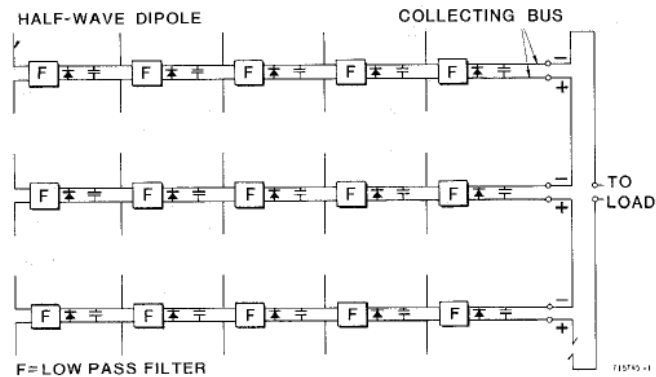 HALF-WAVE DIPOLE
COLLECTING BUS
F F F F F
−
+
F F F F F
−
+
TO
LOAD
F F F F F
−
+
F=LOW PASS FILTER